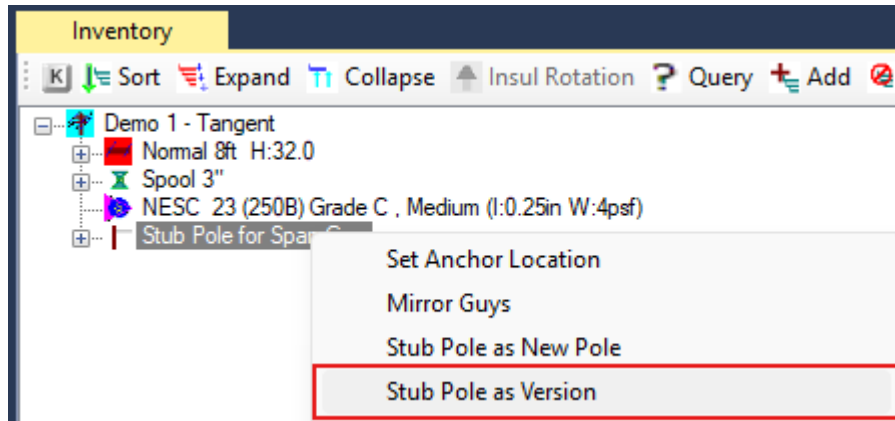 Inventory
K Sort Expand Collapse Insul Rotation ? Query Add
Demo 1 - Tangent
Normal 8ft H:32.0
Spool 3"
NESC 23 (250B) Grade C , Medium (I:0.25in W:4psf)
Stub Pole for Span
Set Anchor Location
Mirror Guys
Stub Pole as New Pole
Stub Pole as Version